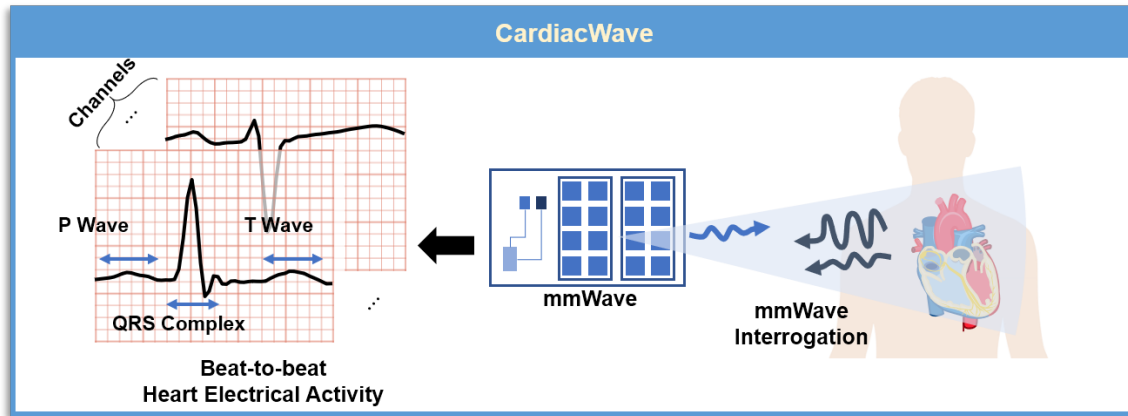 CardiacWave
Channels
...
P Wave
T Wave
QRS Complex
...
Beat-to-beat
Heart Electrical Activity
mmWave
mmWave
Interrogation